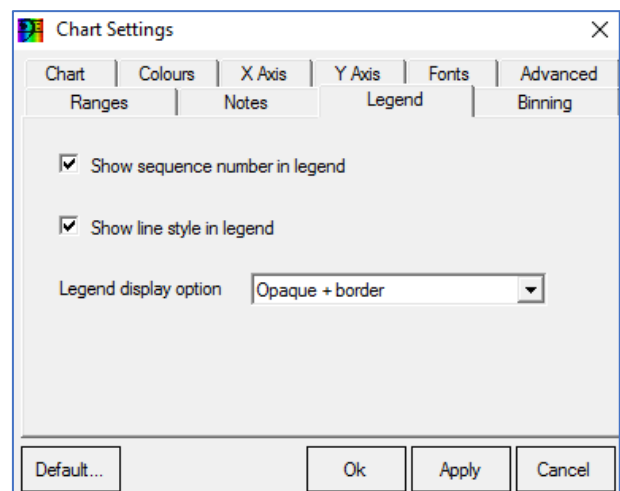 Chart Settings
Chart Colours X Axis Y Axis Fonts Advanced
Ranges Notes Legend Binning
Show sequence number in legend
Show line style in legend
Legend display option Opaque + border
Default... Ok Apply Cancel